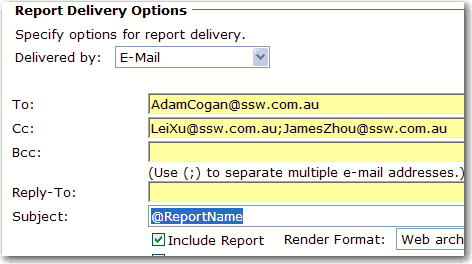 Report Delivery Options
Specify options for report delivery.
Delivered by: E-Mail
To: AdamCogan@ssw.com.au
Cc: LeiXu@ssw.com.au;JamesZhou@ssw.com.au
Bcc:
(Use (;) to separate multiple e-mail addresses.)
Reply-To:
Subject: @ReportName
Include Report Render Format: Web arch